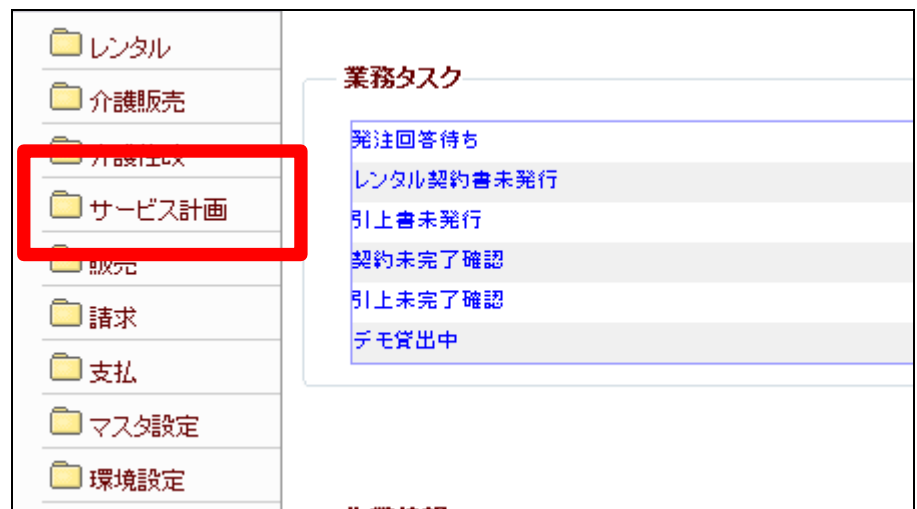 レンタル
介護販売
サービス計画
販売
請求
支払
マスタ設定
環境設定
業務タスク
発注回答待ち
レンタル契約書未発行
引上書未発行
契約未完了確認
引上未完了確認
デモ貸出中